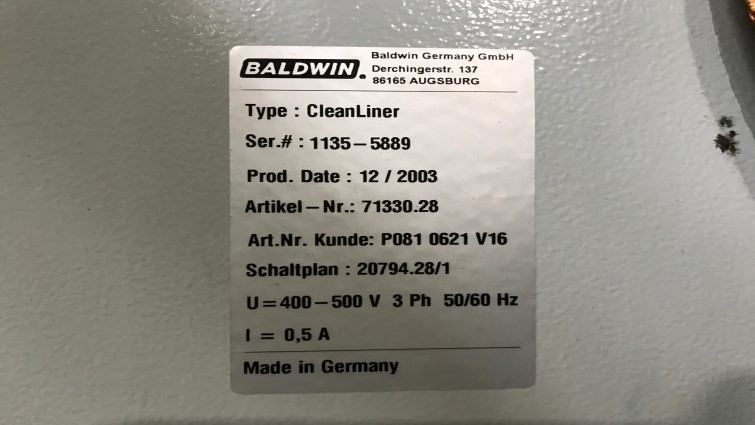 BALDWIN.
Baldwin Germany GmbH
Derchingerstr. 137
86165 AUGSBURG
Type : CleanLiner
Ser.# : 1135-5889
Prod. Date : 12 / 2003
Artikel-Nr.: 71330.28
Art.Nr. Kunde: P081 0621 V16
Schaltplan : 20794.28/1
U=400-500 V 3 Ph 50/60 Hz
I = 0,5 A
Made in Germany